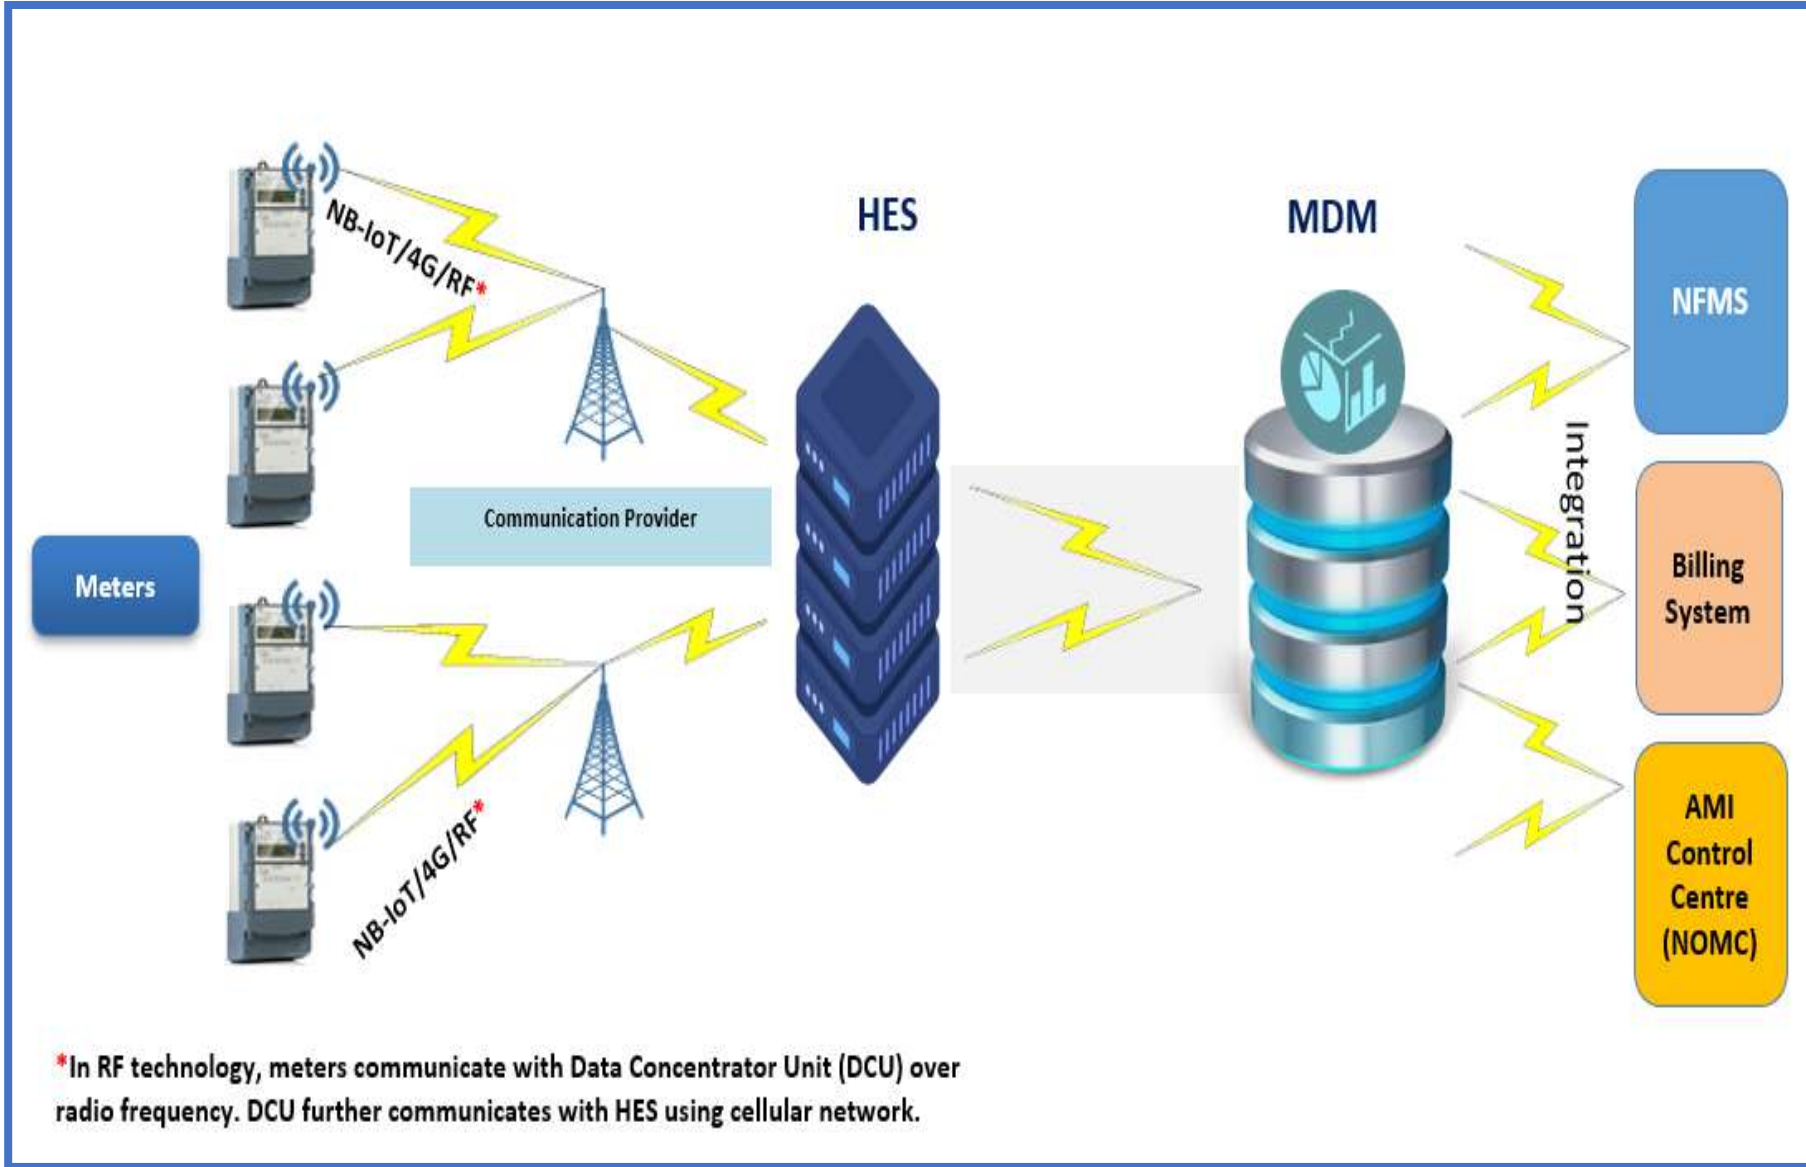 NB-IoT/4G/RF*
HES
MDM
NFMS
Communication Provider
Integration
Meters
Billing
System
NB-IoT/4G/RF*
AMI
Control
Centre
(NOMC)
*In RF technology, meters communicate with Data Concentrator Unit (DCU) over
radio frequency. DCU further communicates with HES using cellular network.